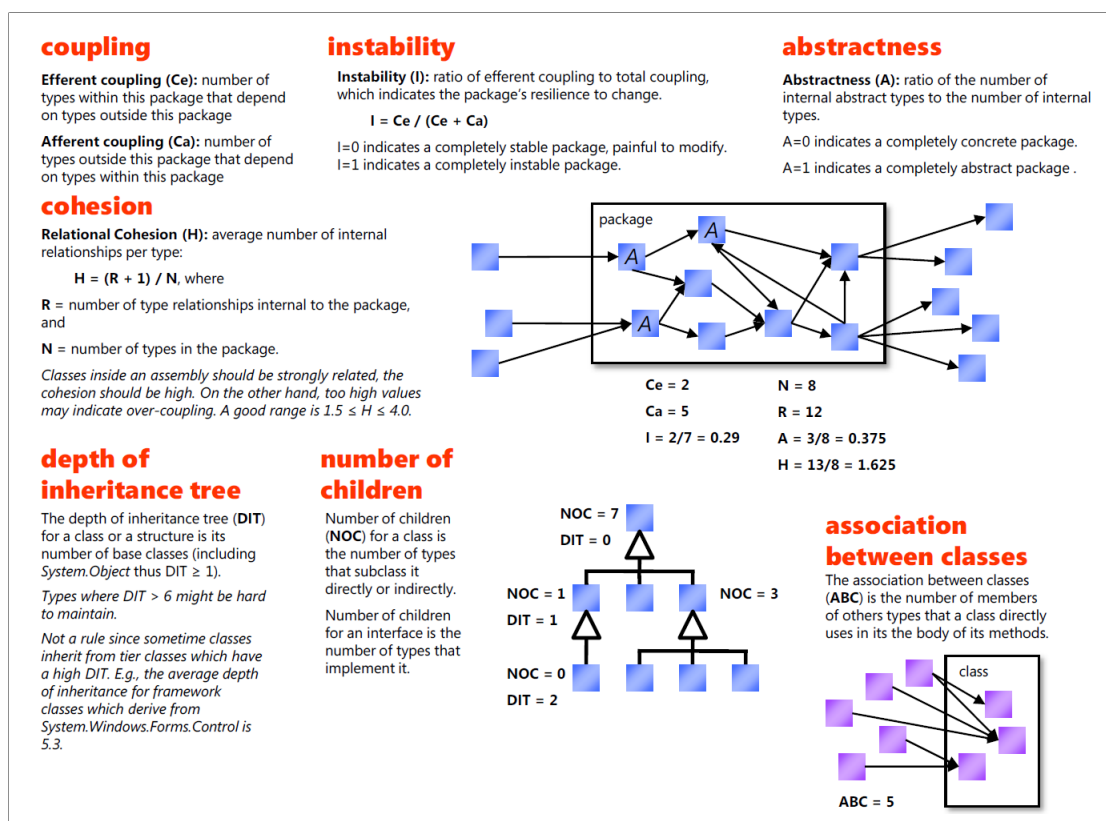 coupling
Efferent coupling (Ce): number of
types within this package that depend
on types outside this package
Afferent coupling (Ca): number of
types outside this package that depend
on types within this package
instability
Instability (I): ratio of efferent coupling to total coupling,
which indicates the package's resilience to change.
I = Ce / (Ce + Ca)
I=0 indicates a completely stable package, painful to modify.
I=1 indicates a completely instable package.
abstractness
Abstractness (A): ratio of the number of
internal abstract types to the number of internal
types.
A=0 indicates a completely concrete package.
A=1 indicates a completely abstract package .
cohesion
Relational Cohesion (H): average number of internal
relationships per type:
H = (R + 1) / N, where
R = number of type relationships internal to the package,
and
N = number of types in the package.
Classes inside an assembly should be strongly related, the
cohesion should be high. On the other hand, too high values
may indicate over-coupling. A good range is 1.5 ≤ H ≤ 4.0.
package
A
A
A
Ce = 2
Ca = 5
I = 2/7 = 0.29
N = 8
R = 12
A = 3/8 = 0.375
H = 13/8 = 1.625
depth of
inheritance tree
The depth of inheritance tree (DIT)
for a class or a structure is its
number of base classes (including
System.Object thus DIT ≥ 1).
Types where DIT > 6 might be hard
to maintain.
Not a rule since sometime classes
inherit from tier classes which have
a high DIT. E.g., the average depth
of inheritance for framework
classes which derive from
System.Windows.Forms.Control is
5.3.
number of
children
Number of children
(NOC) for a class is
the number of types
that subclass it
directly or indirectly.
Number of children
for an interface is the
number of types that
implement it.
NOC = 7
DIT = 0
NOC = 1
DIT = 1
NOC = 3
NOC = 0
DIT = 2
association
between classes
The association between classes
(ABC) is the number of members
of others types that a class directly
uses in its the body of its methods.
class
ABC = 5